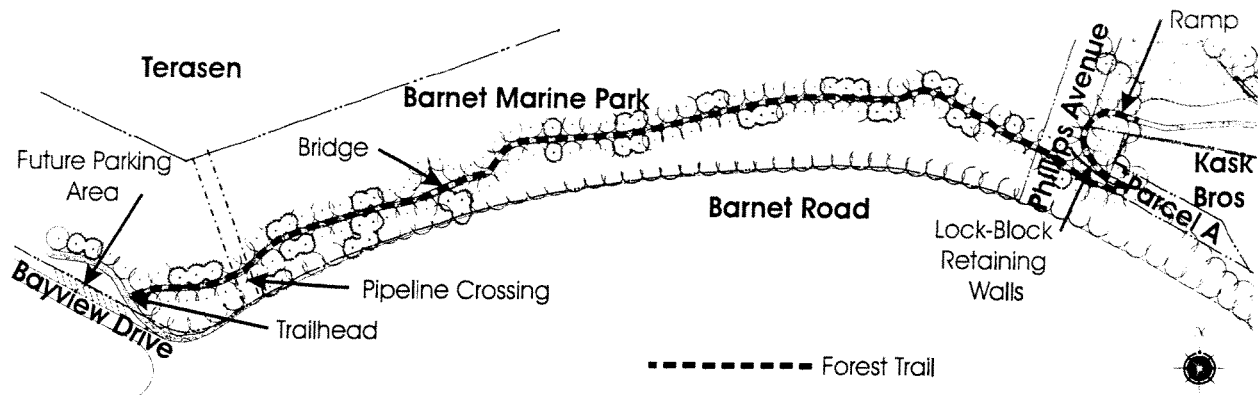 Ramp
Terasen
Barnet Marine Park
Phillips Avenue
Future Parking
Area
Bridge
Kask
Bros
Parcel A
Barnet Road
Lock-Block
Retaining
Walls
Pipeline Crossing
Bayview Drive
Trailhead
Forest Trail